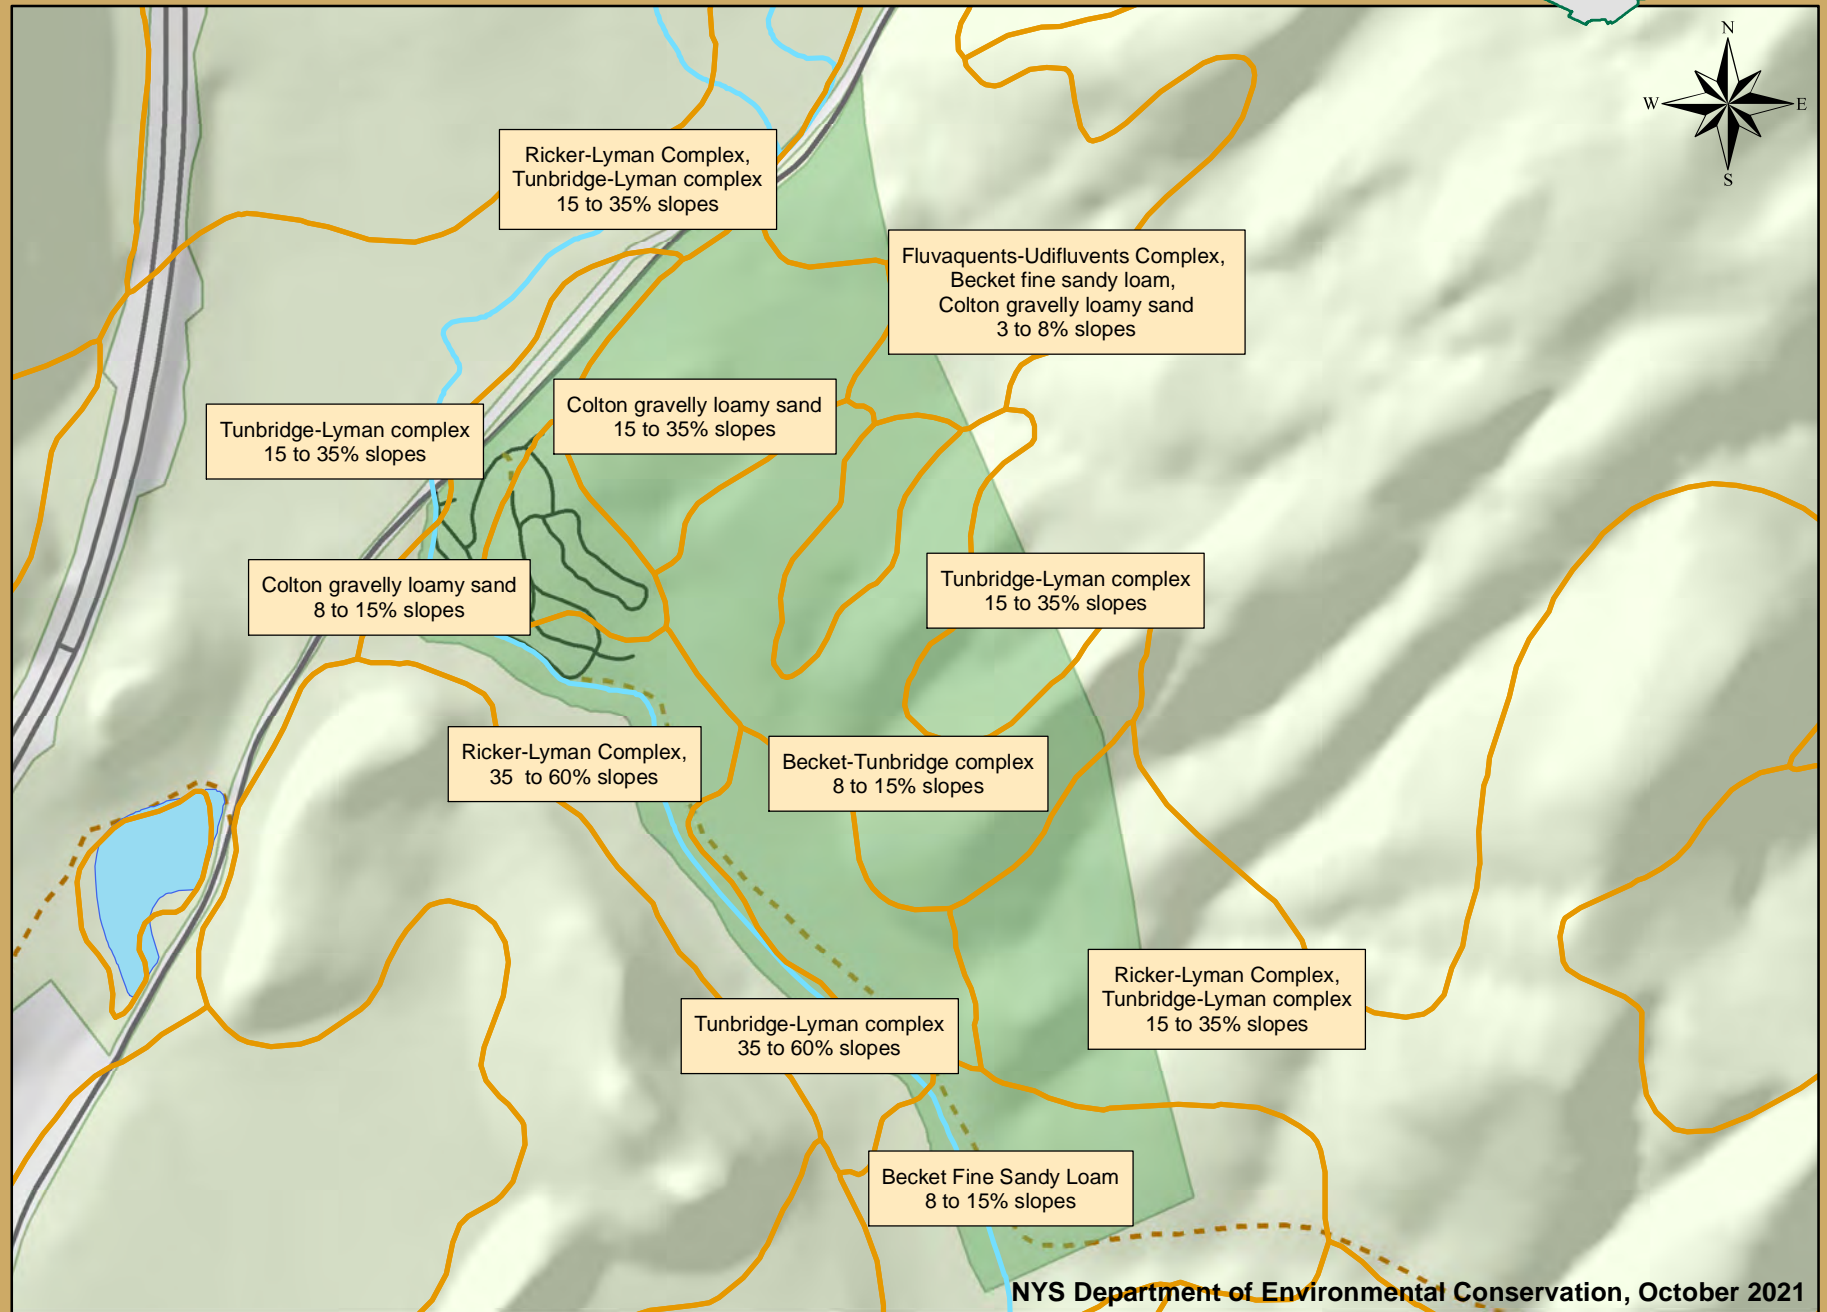 N
W
E
S
Ricker-Lyman Complex,
Tunbridge-Lyman complex
15 to 35% slopes
Fluvaquents-Udifluvents Complex,
Becket fine sandy loam,
Colton gravelly loamy sand
3 to 8% slopes
Colton gravelly loamy sand
15 to 35% slopes
Tunbridge-Lyman complex
15 to 35% slopes
Colton gravelly loamy sand
8 to 15% slopes
Tunbridge-Lyman complex
15 to 35% slopes
Ricker-Lyman Complex,
35 to 60% slopes
Becket-Tunbridge complex
8 to 15% slopes
Ricker-Lyman Complex,
Tunbridge-Lyman complex
15 to 35% slopes
Tunbridge-Lyman complex
35 to 60% slopes
Becket Fine Sandy Loam
8 to 15% slopes
NYS Department of Environmental Conservation, October 2021